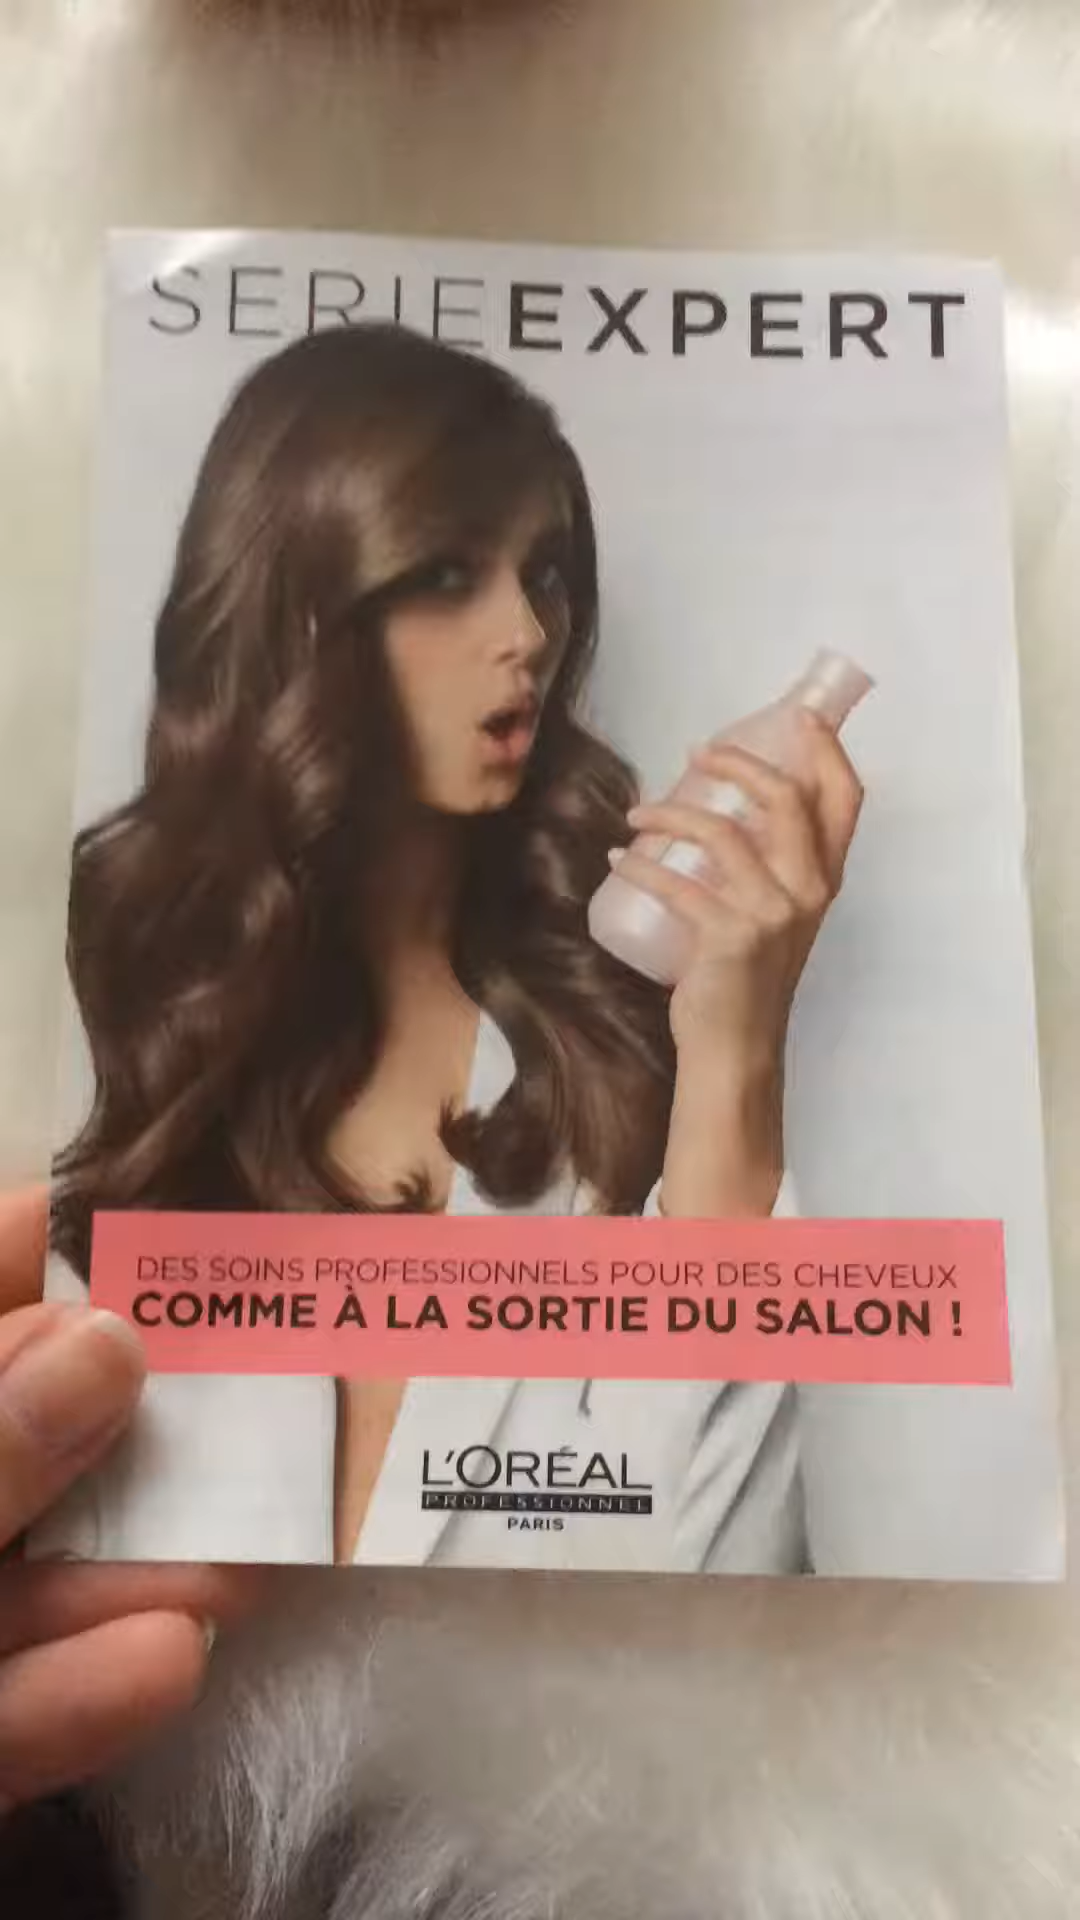 SERIEEXPERT
DES SOINS PROFESSIONNELS POUR DES CHEVEUX
COMME À LA SORTIE DU SALON !
L'ORÉAL
PROFESSIONNEL
PARIS